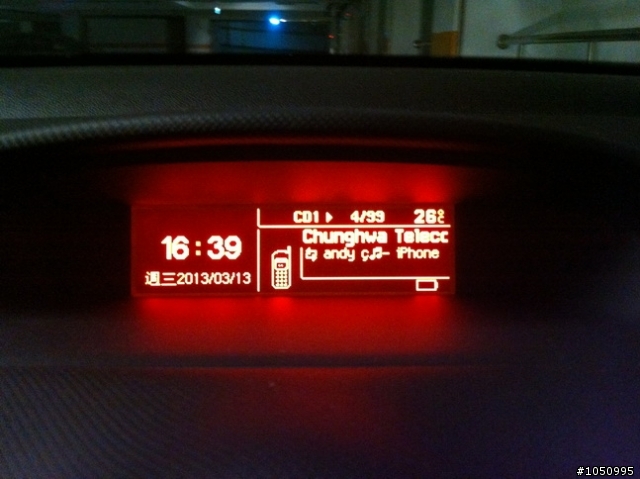 16:39
週三2013/03/13
CD1 4/99 26
Chunghwa Telecc
andy iPhone
#1050995